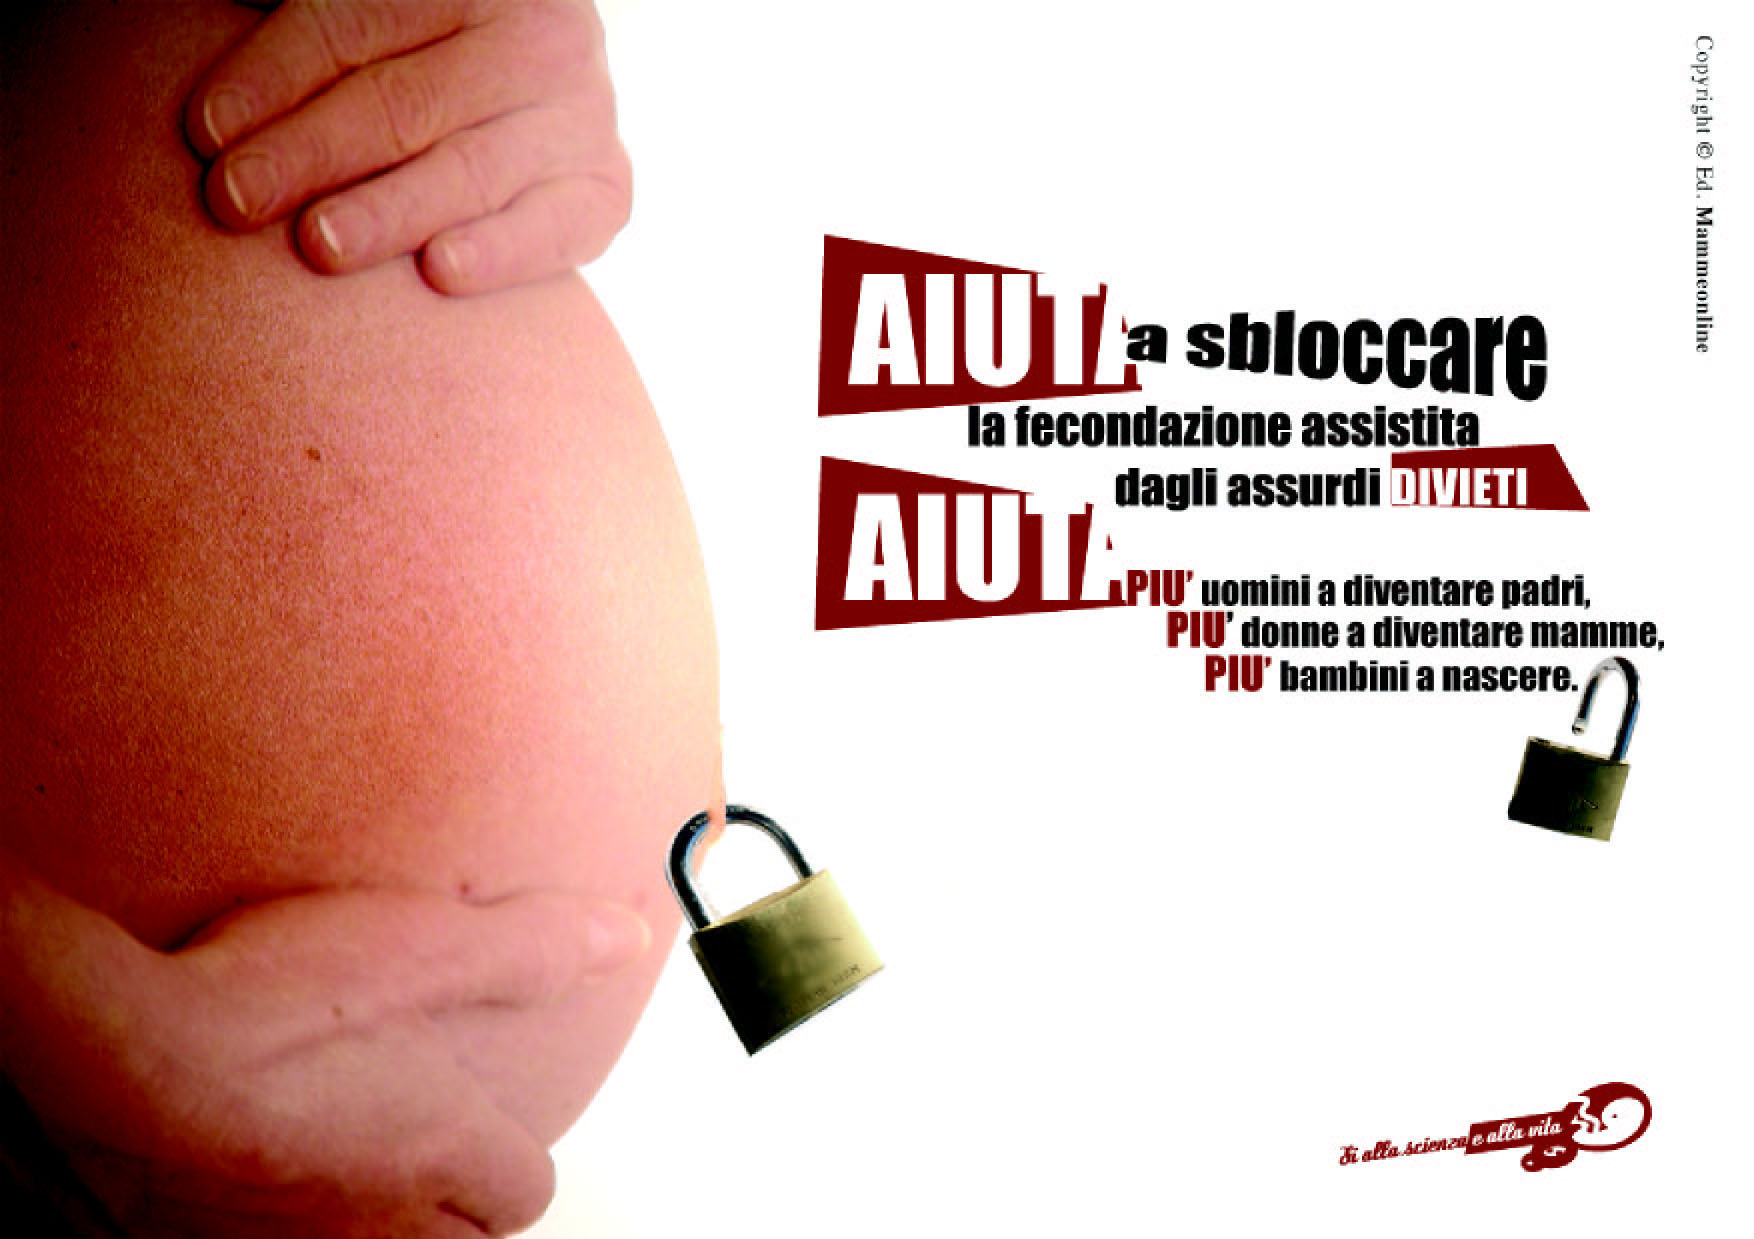 AIUTA a sbloccare
la fecondazione assistita
dagli assurdi DIVIETI
AIUTA PIU' uomini a diventare padri,
PIU' donne a diventare mamme,
PIU' bambini a nascere.
Sì alla scienza e alla vita
Copyright © Ed. Mammeonline